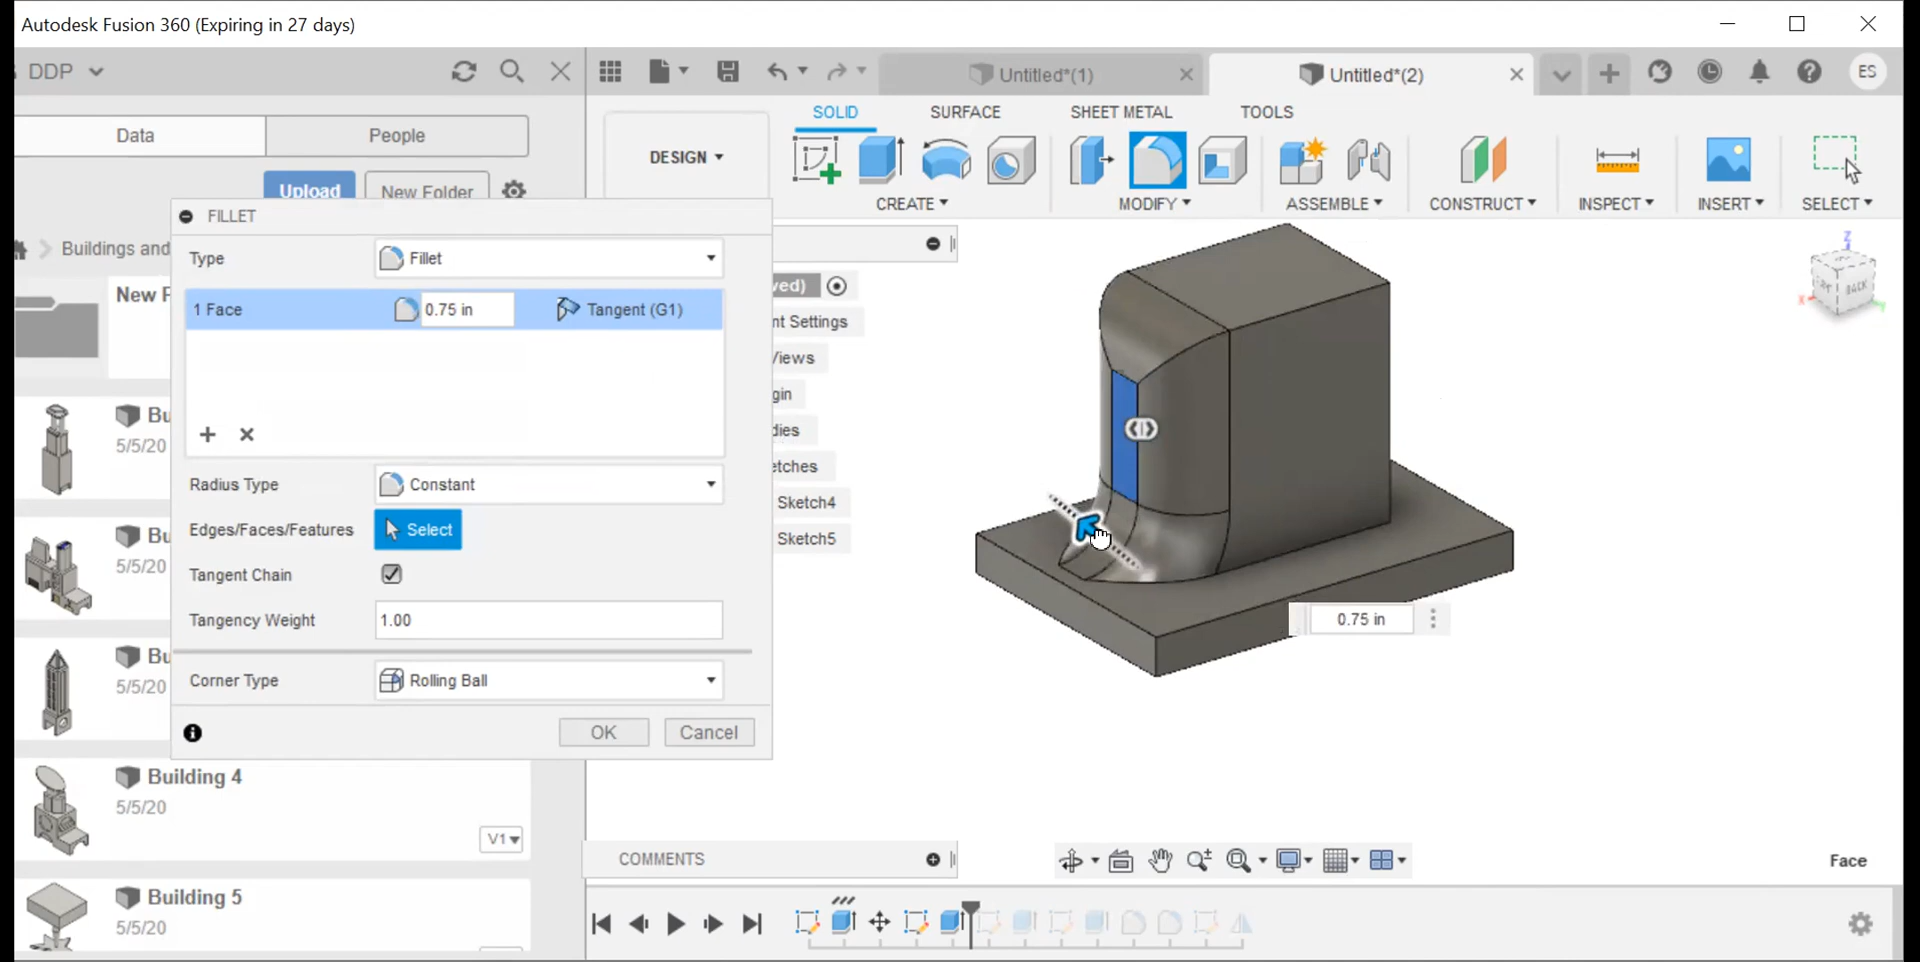 Autodesk Fusion 360 (Expiring in 27 days)
DDP
Untitled*(1)
Untitled*(2)
ES
Data
People
Upload
New Folder
DESIGN
SOLID
SURFACE
SHEET METAL
TOOLS
CREATE
MODIFY
ASSEMBLE
CONSTRUCT
INSPECT
INSERT
SELECT
Buildings and
FILLET
Type
Fillet
1 Face
0.75 in
Tangent (G1)
Radius Type
Constant
Edges/Faces/Features
Select
Tangent Chain
Tangency Weight
1.00
Corner Type
Rolling Ball
OK
Cancel
New F
Bu
5/5/20
Bu
5/5/20
Bu
5/5/20
Building 4
5/5/20
V1
Building 5
5/5/20
ved)
nt Settings
Views
gin
dies
etches
Sketch4
Sketch5
Z
X
BACK
0.75 in
COMMENTS
Face